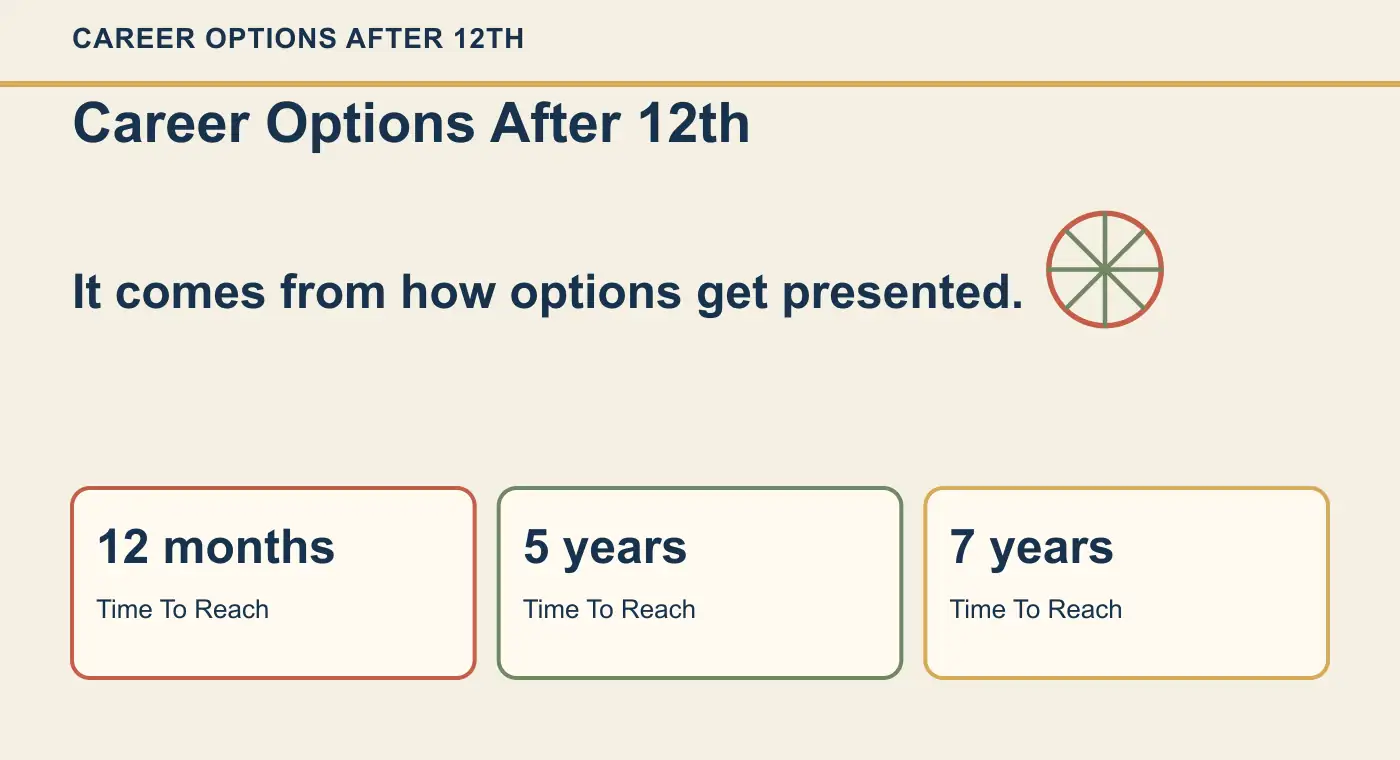 CAREER OPTIONS AFTER 12TH
Career Options After 12th
It comes from how options get presented.
12 months
Time To Reach
5 years
Time To Reach
7 years
Time To Reach